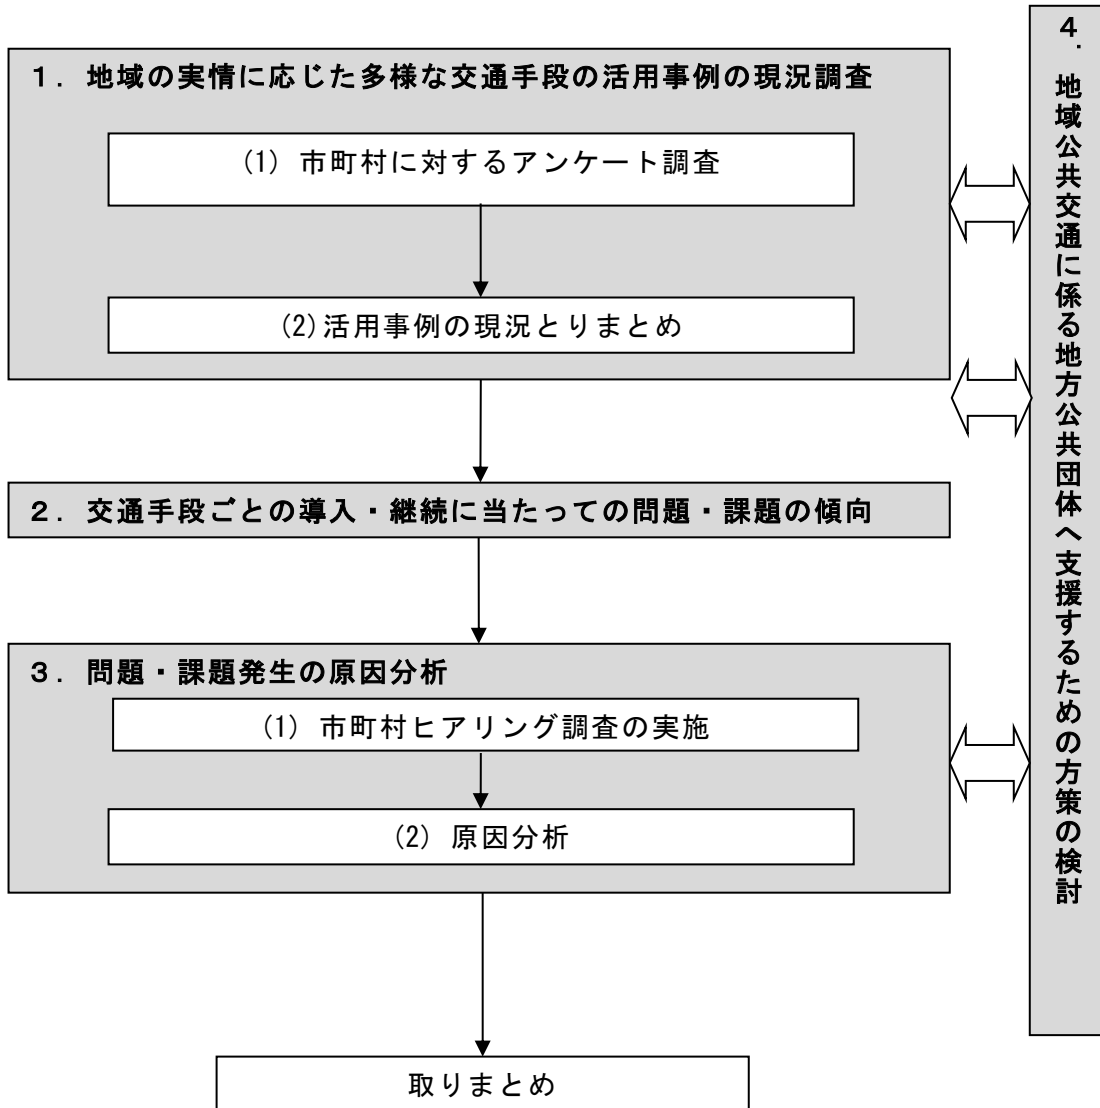 1. 地域の実情に応じた多様な交通手段の活用事例の現況調査
(1) 市町村に対するアンケート調査
(2)活用事例の現況とりまとめ
2. 交通手段ごとの導入・継続に当たっての問題・課題の傾向
3. 問題・課題発生の原因分析
(1) 市町村ヒアリング調査の実施
(2) 原因分析
取りまとめ
4. 地域公共交通に係る地方公共団体へ支援するための方策の検討